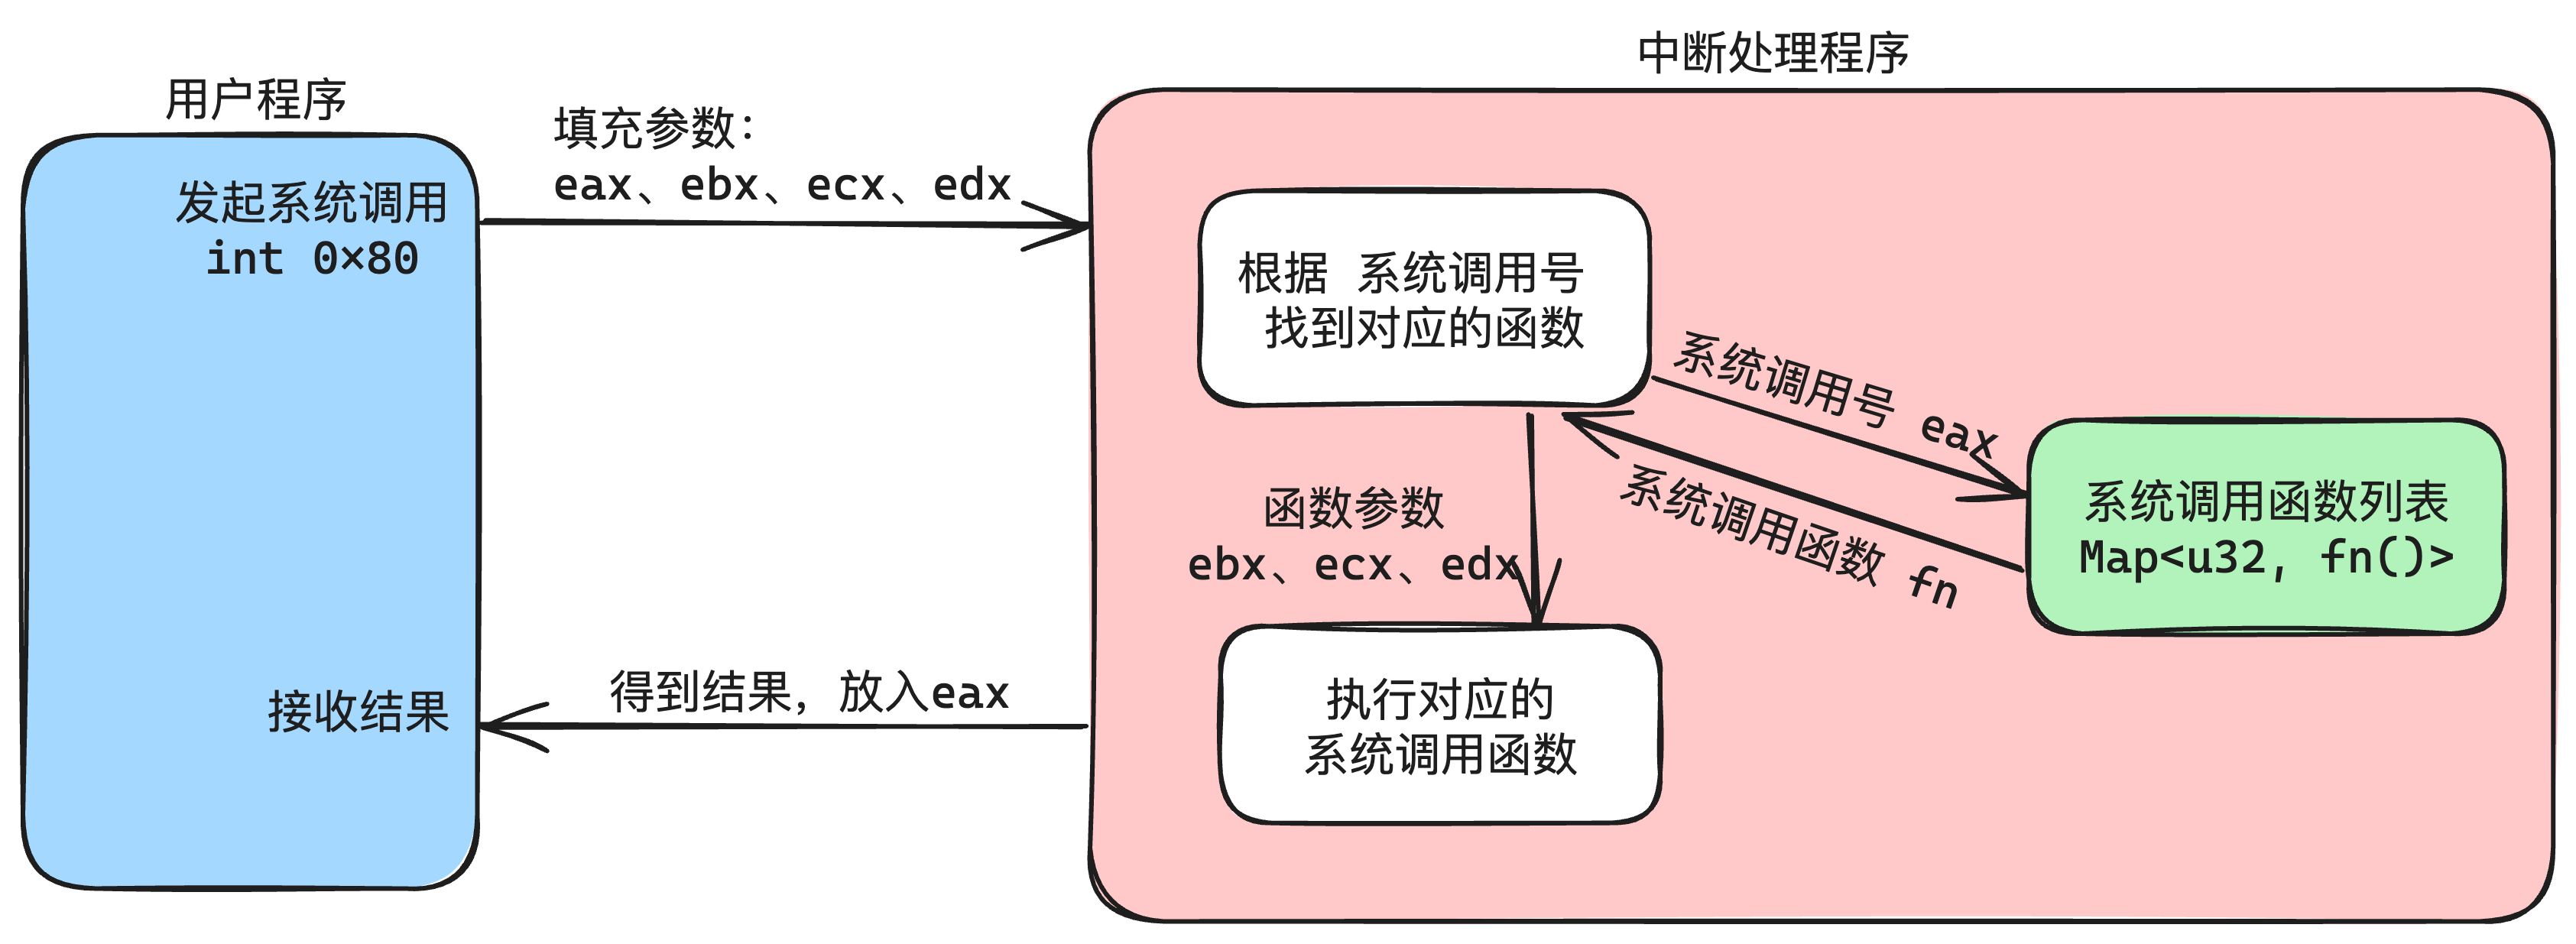 用户程序
发起系统调用
int 0×80
接收结果
填充参数：
eax、ebx、ecx、edx
得到结果，放入eax
中断处理程序
根据 系统调用号
找到对应的函数
系统调用号 eax
系统调用函数 fn
系统调用函数列表
Map<u32, fn()>
函数参数
ebx、ecx、edx
执行对应的
系统调用函数